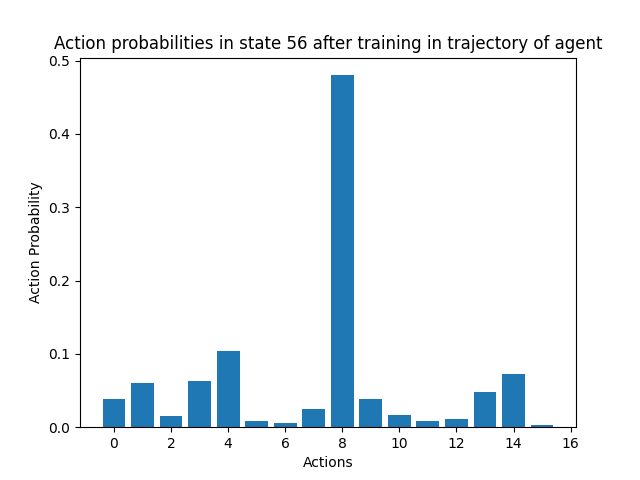 Action probabilities in state 56 after training in trajectory of agent
0.5
0.4
0.3
0.2
0.1
0.0
Action Probability
0 2 4 6 8 10 12 14 16
Actions